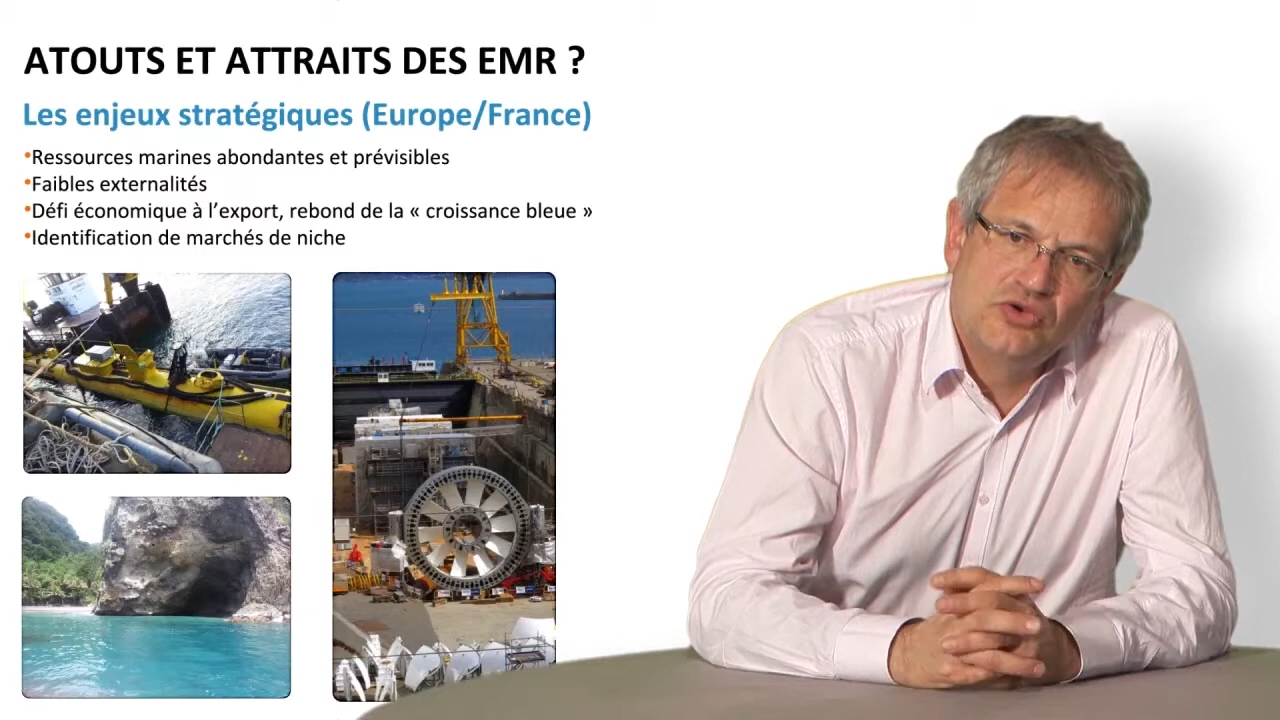 ATOUTS ET ATTRAITS DES EMR ?
Les enjeux stratégiques (Europe/France)
•Ressources marines abondantes et prévisibles
•Faibles externalités
•Défi économique à l’export, rebond de la « croissance bleue »
•Identification de marchés de niche